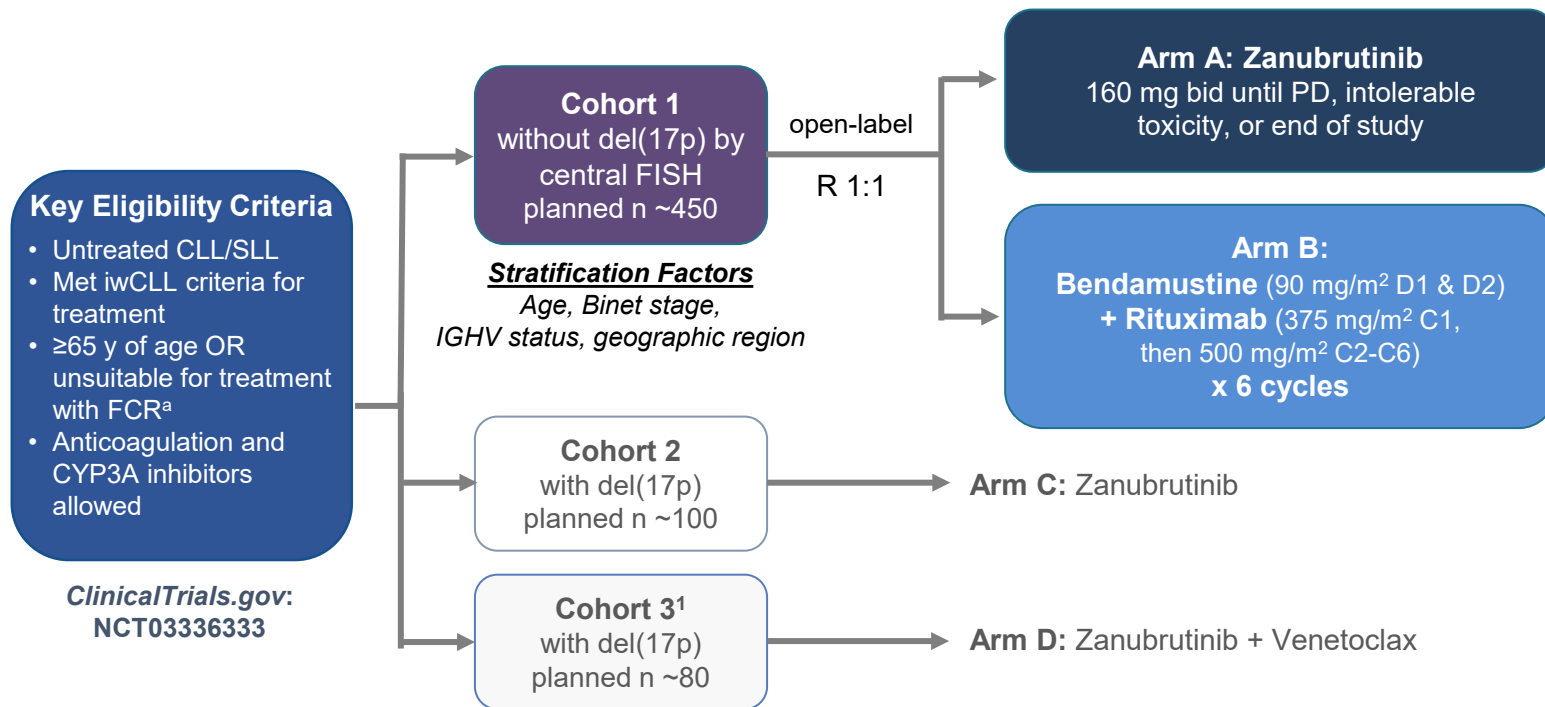 Key Eligibility Criteria
• Untreated CLL/SLL
• Met iwCLL criteria for
treatment
• ≥65 y of age OR
unsuitable for treatment
with FCRᵃ
• Anticoagulation and
CYP3A inhibitors
allowed
ClinicalTrials.gov:
NCT03336333
Cohort 1
without del(17p) by
central FISH
planned n ~450
Stratification Factors
Age, Binet stage,
IGHV status, geographic region
open-label
R 1:1
Arm A: Zanubrutinib
160 mg bid until PD, intolerable
toxicity, or end of study
Arm B:
Bendamustine (90 mg/m² D1 & D2)
+ Rituximab (375 mg/m² C1,
then 500 mg/m² C2-C6)
x 6 cycles
Cohort 2
with del(17p)
planned n ~100
Arm C: Zanubrutinib
Cohort 3¹
with del(17p)
planned n ~80
Arm D: Zanubrutinib + Venetoclax